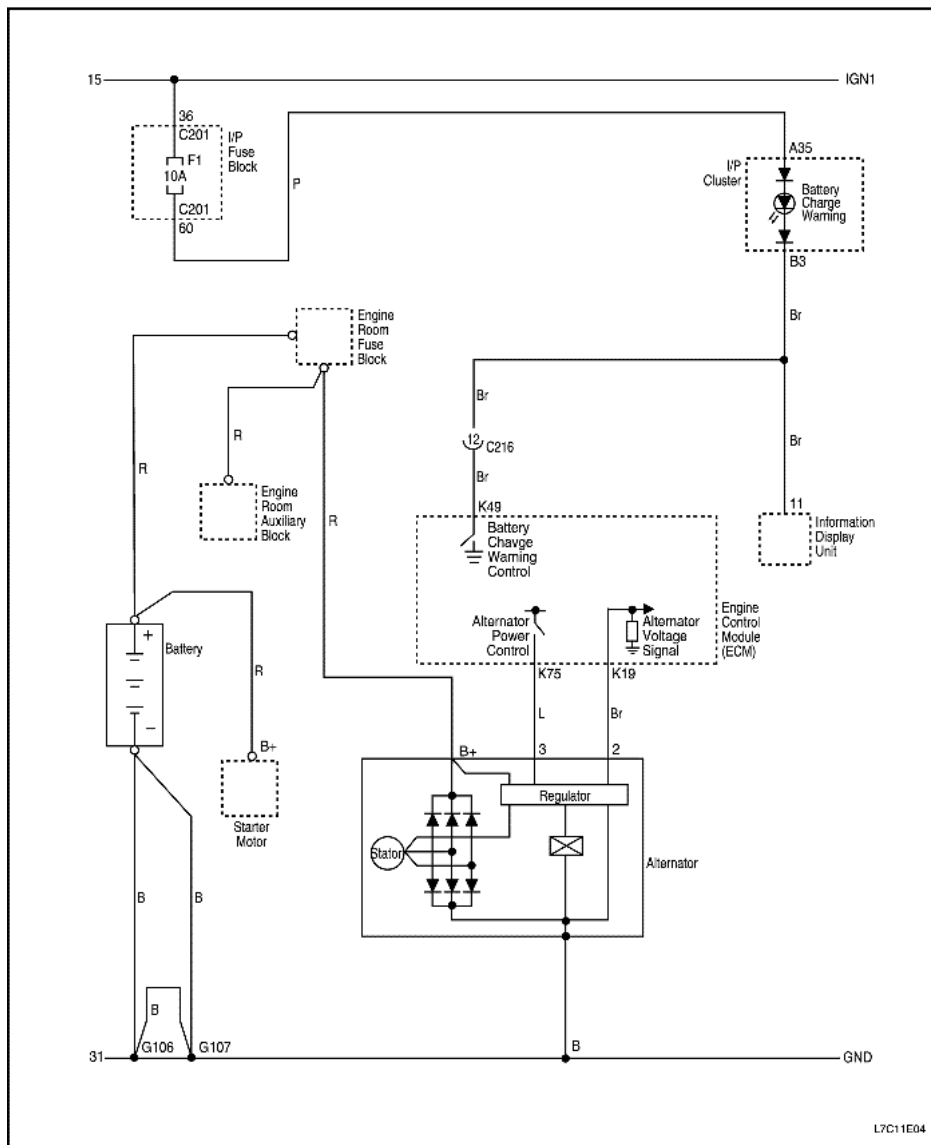 15
IGN1
36
C201
I/P
Fuse
Block
F1
10A
C201
60
P
A35
I/P
Cluster
Battery
Charge
Warning
B3
Br
Engine
Room
Fuse
Block
Br
12
C216
Br
Br
R
R
R
Engine
Room
Auxiliary
Block
K49
Battery
Chavge
Warning
Control
11
Information
Display
Unit
Alternator
Power
Control
Alternator
Voltage
Signal
Engine
Control
Module
(ECM)
+
Battery
−
R
K75
K19
L
Br
B+
Starter
Motor
B+
3
2
Regulator
Stator
Alternator
B
B
B
G106
G107
B
31
GND
L7C11E04